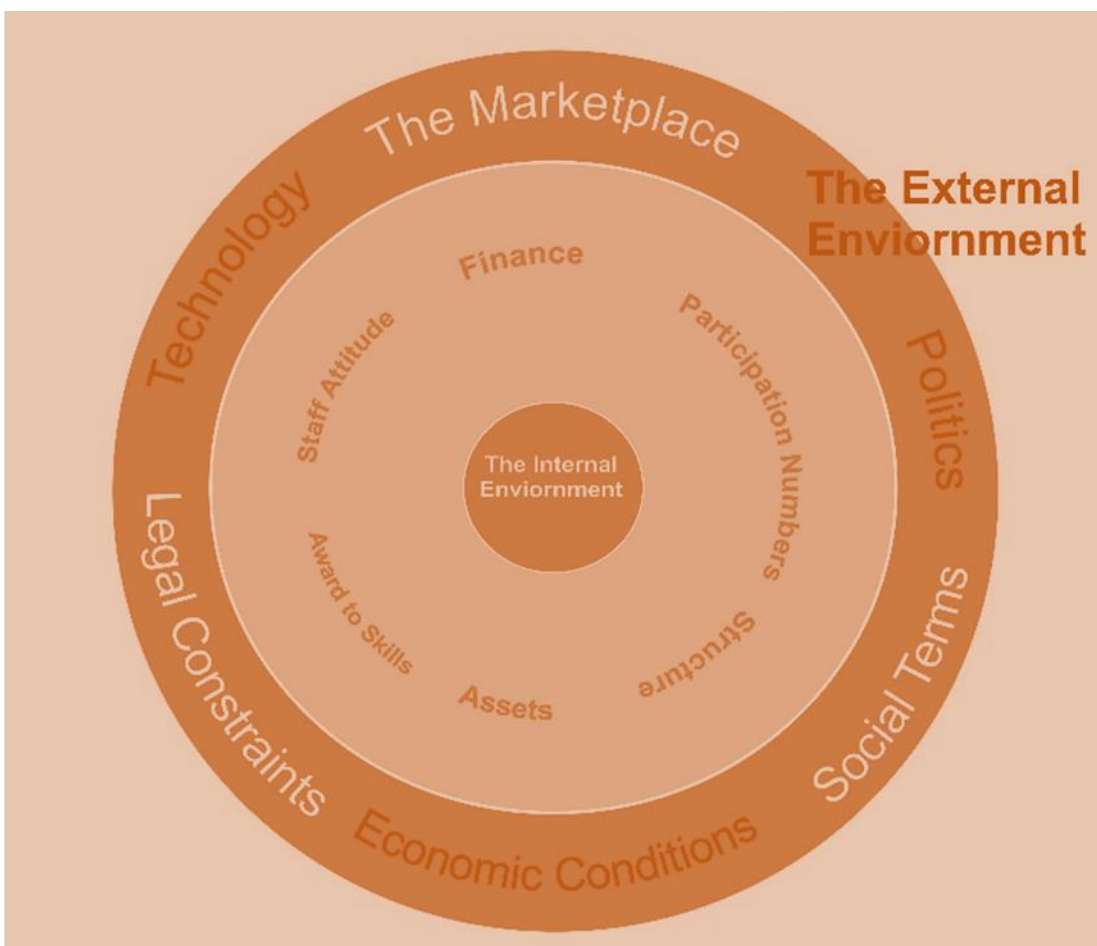 The Marketplace
The External
Enviornment
Technology
Politics
Legal Constraints
Social Terms
Economic Conditions
Finance
Participation Numbers
Staff Attitude
Award to Skills
Structure
Assets
The Internal
Enviornment